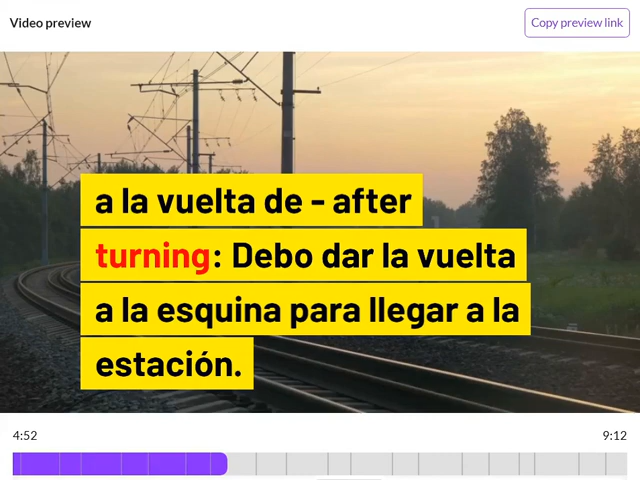 Video preview
Copy preview link
a la vuelta de - after
turning: Debo dar la vuelta
a la esquina para llegar a la
estación.
4:52
9:12